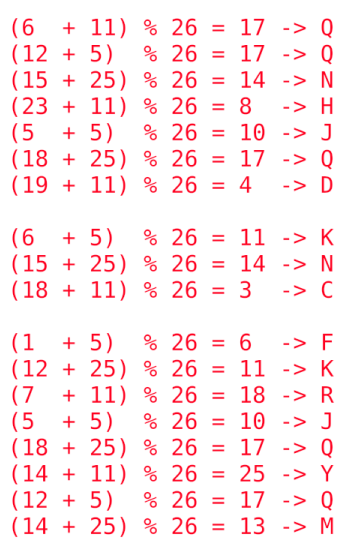 (6  + 11) % 26 = 17 -> Q
(12 + 5)  % 26 = 17 -> Q
(15 + 25) % 26 = 14 -> N
(23 + 11) % 26 = 8  -> H
(5  + 5)  % 26 = 10 -> J
(18 + 25) % 26 = 17 -> Q
(19 + 11) % 26 = 4  -> D

(6  + 5)  % 26 = 11 -> K
(15 + 25) % 26 = 14 -> N
(18 + 11) % 26 = 3  -> C

(1  + 5)  % 26 = 6  -> F
(12 + 25) % 26 = 11 -> K
(7  + 11) % 26 = 18 -> R
(5  + 5)  % 26 = 10 -> J
(18 + 25) % 26 = 17 -> Q
(14 + 11) % 26 = 25 -> Y
(12 + 5)  % 26 = 17 -> Q
(14 + 25) % 26 = 13 -> M